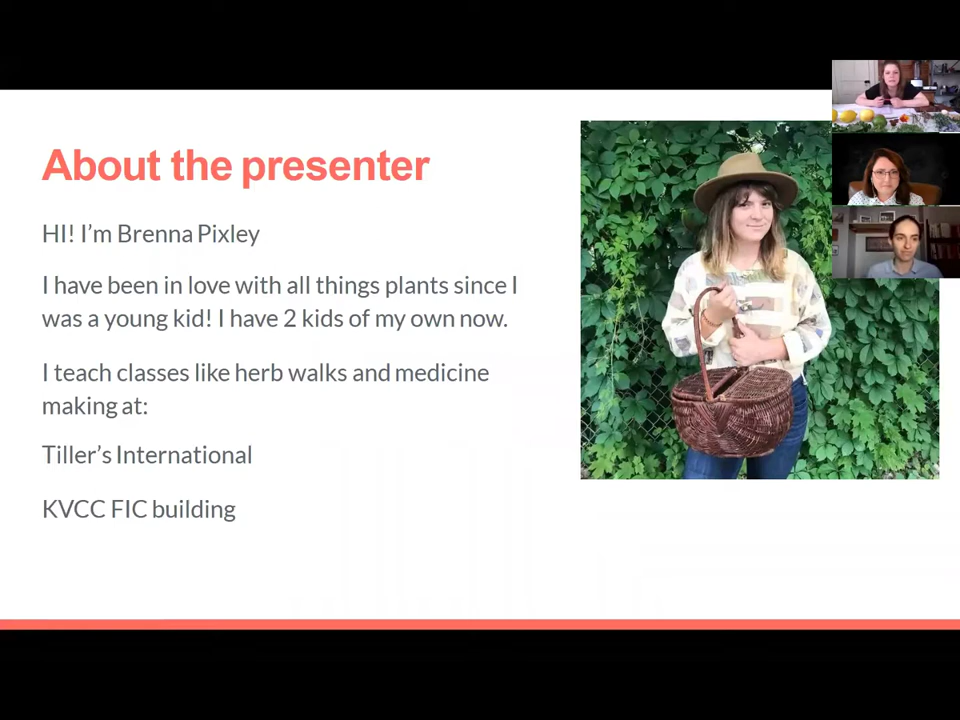 About the presenter
HI! I’m Brenna Pixley
I have been in love with all things plants since I
was a young kid! I have 2 kids of my own now.
I teach classes like herb walks and medicine
making at:
Tiller’s International
KVCC FIC building